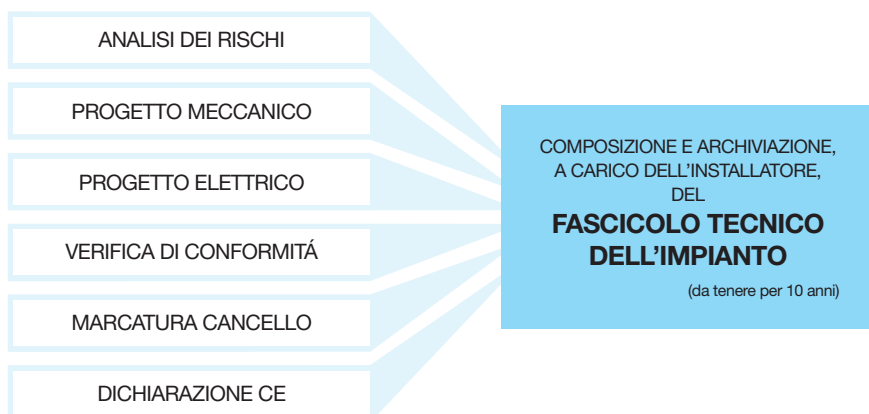 ANALISI DEI RISCHI
PROGETTO MECCANICO
PROGETTO ELETTRICO
VERIFICA DI CONFORMITÁ
MARCATURA CANCELLO
DICHIARAZIONE CE
COMPOSIZIONE E ARCHIVIAZIONE,
A CARICO DELL'INSTALLATORE,
DEL
FASCICOLO TECNICO
DELL'IMPIANTO
(da tenere per 10 anni)